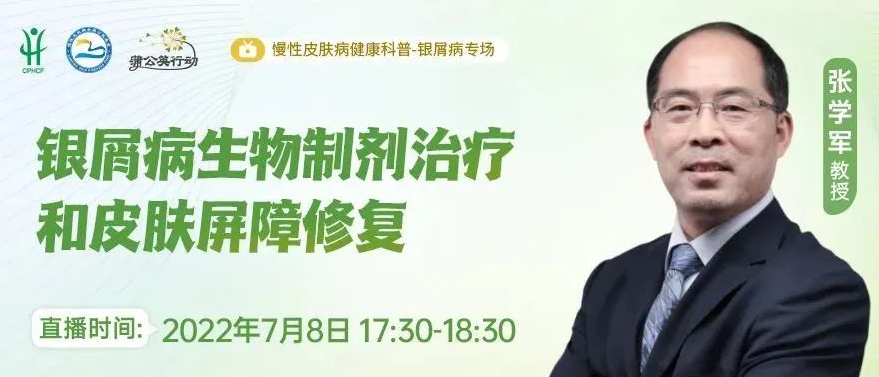 CPHCF
蒲公英行动
慢性皮肤病健康科普-银屑病专场
银屑病生物制剂治疗
和皮肤屏障修复
直播时间:
2022年7月8日 17:30-18:30
张学军 教授